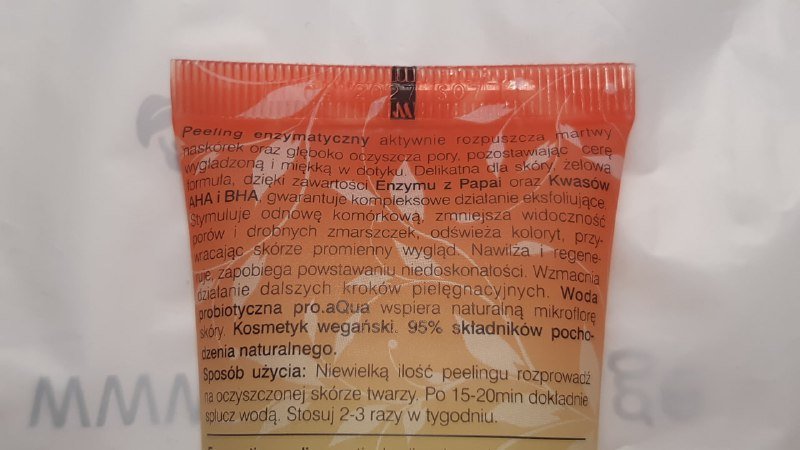 Peeling enzymatyczny aktywnie rozpuszcza martwy
naskórek oraz głęboko oczyszcza pory, pozostawiając cerę
wygładzoną i miękką w dotyku. Delikatna dla skóry, żelowa
formuła, dzięki zawartości Enzymu z Papai oraz Kwasów
AHA i BHA, gwarantuje kompleksowe działanie eksfoliujące.
Stymuluje odnowę komórkową, zmniejsza widoczność
porów i drobnych zmarszczek, odświeża koloryt, przy-
wracając skórze promienny wygląd. Nawilża i regene-
ruje, zapobiega powstawaniu niedoskonałości. Wzmacnia
działanie dalszych kroków pielęgnacyjnych. Woda
probiotyczna pro.aQua wspiera naturalną mikroflorę
skóry. Kosmetyk wegański. 95% składników pocho-
dzenia naturalnego.
Sposób użycia: Niewielką ilość peelingu rozprowadź
na oczyszczonej skórze twarzy. Po 15-20min dokładnie
spłucz wodą. Stosuj 2-3 razy w tygodniu.
www